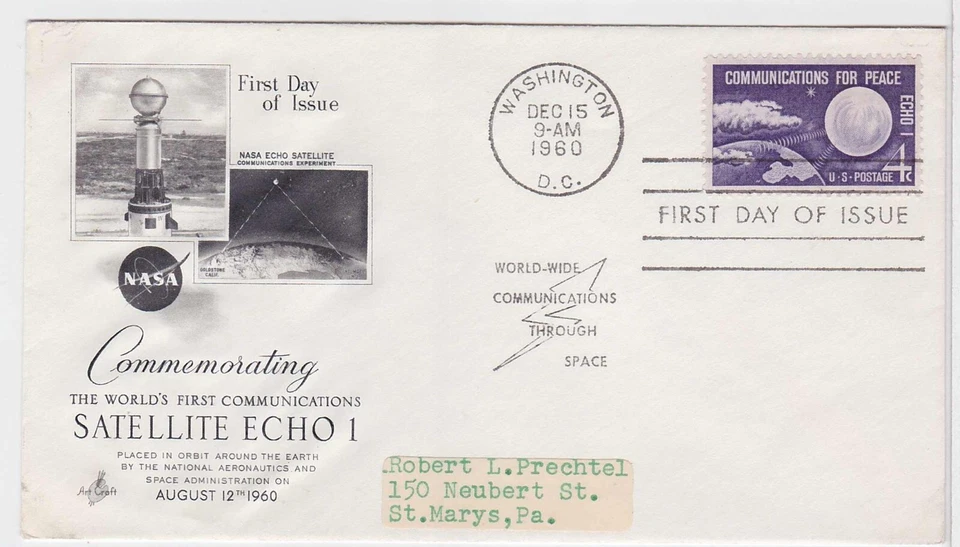 First Day
of Issue
NASA ECHO SATELLITE
COMMUNICATIONS EXPERIMENT
GOLDSTONE
CALIF.
NASA
Commemorating
THE WORLD'S FIRST COMMUNICATIONS
SATELLITE ECHO 1
PLACED IN ORBIT AROUND THE EARTH
BY THE NATIONAL AERONAUTICS AND
SPACE ADMINISTRATION ON
AUGUST 12TH 1960
Art Craft
WASHINGTON
DEC 15
9-AM
1960
D.C.
COMMUNICATIONS FOR PEACE
ECHO I
4c
U·S·POSTAGE
FIRST DAY OF ISSUE
WORLD-WIDE
COMMUNICATIONS
THROUGH
SPACE
Robert L.Prechtel
150 Neubert St.
St.Marys,Pa.